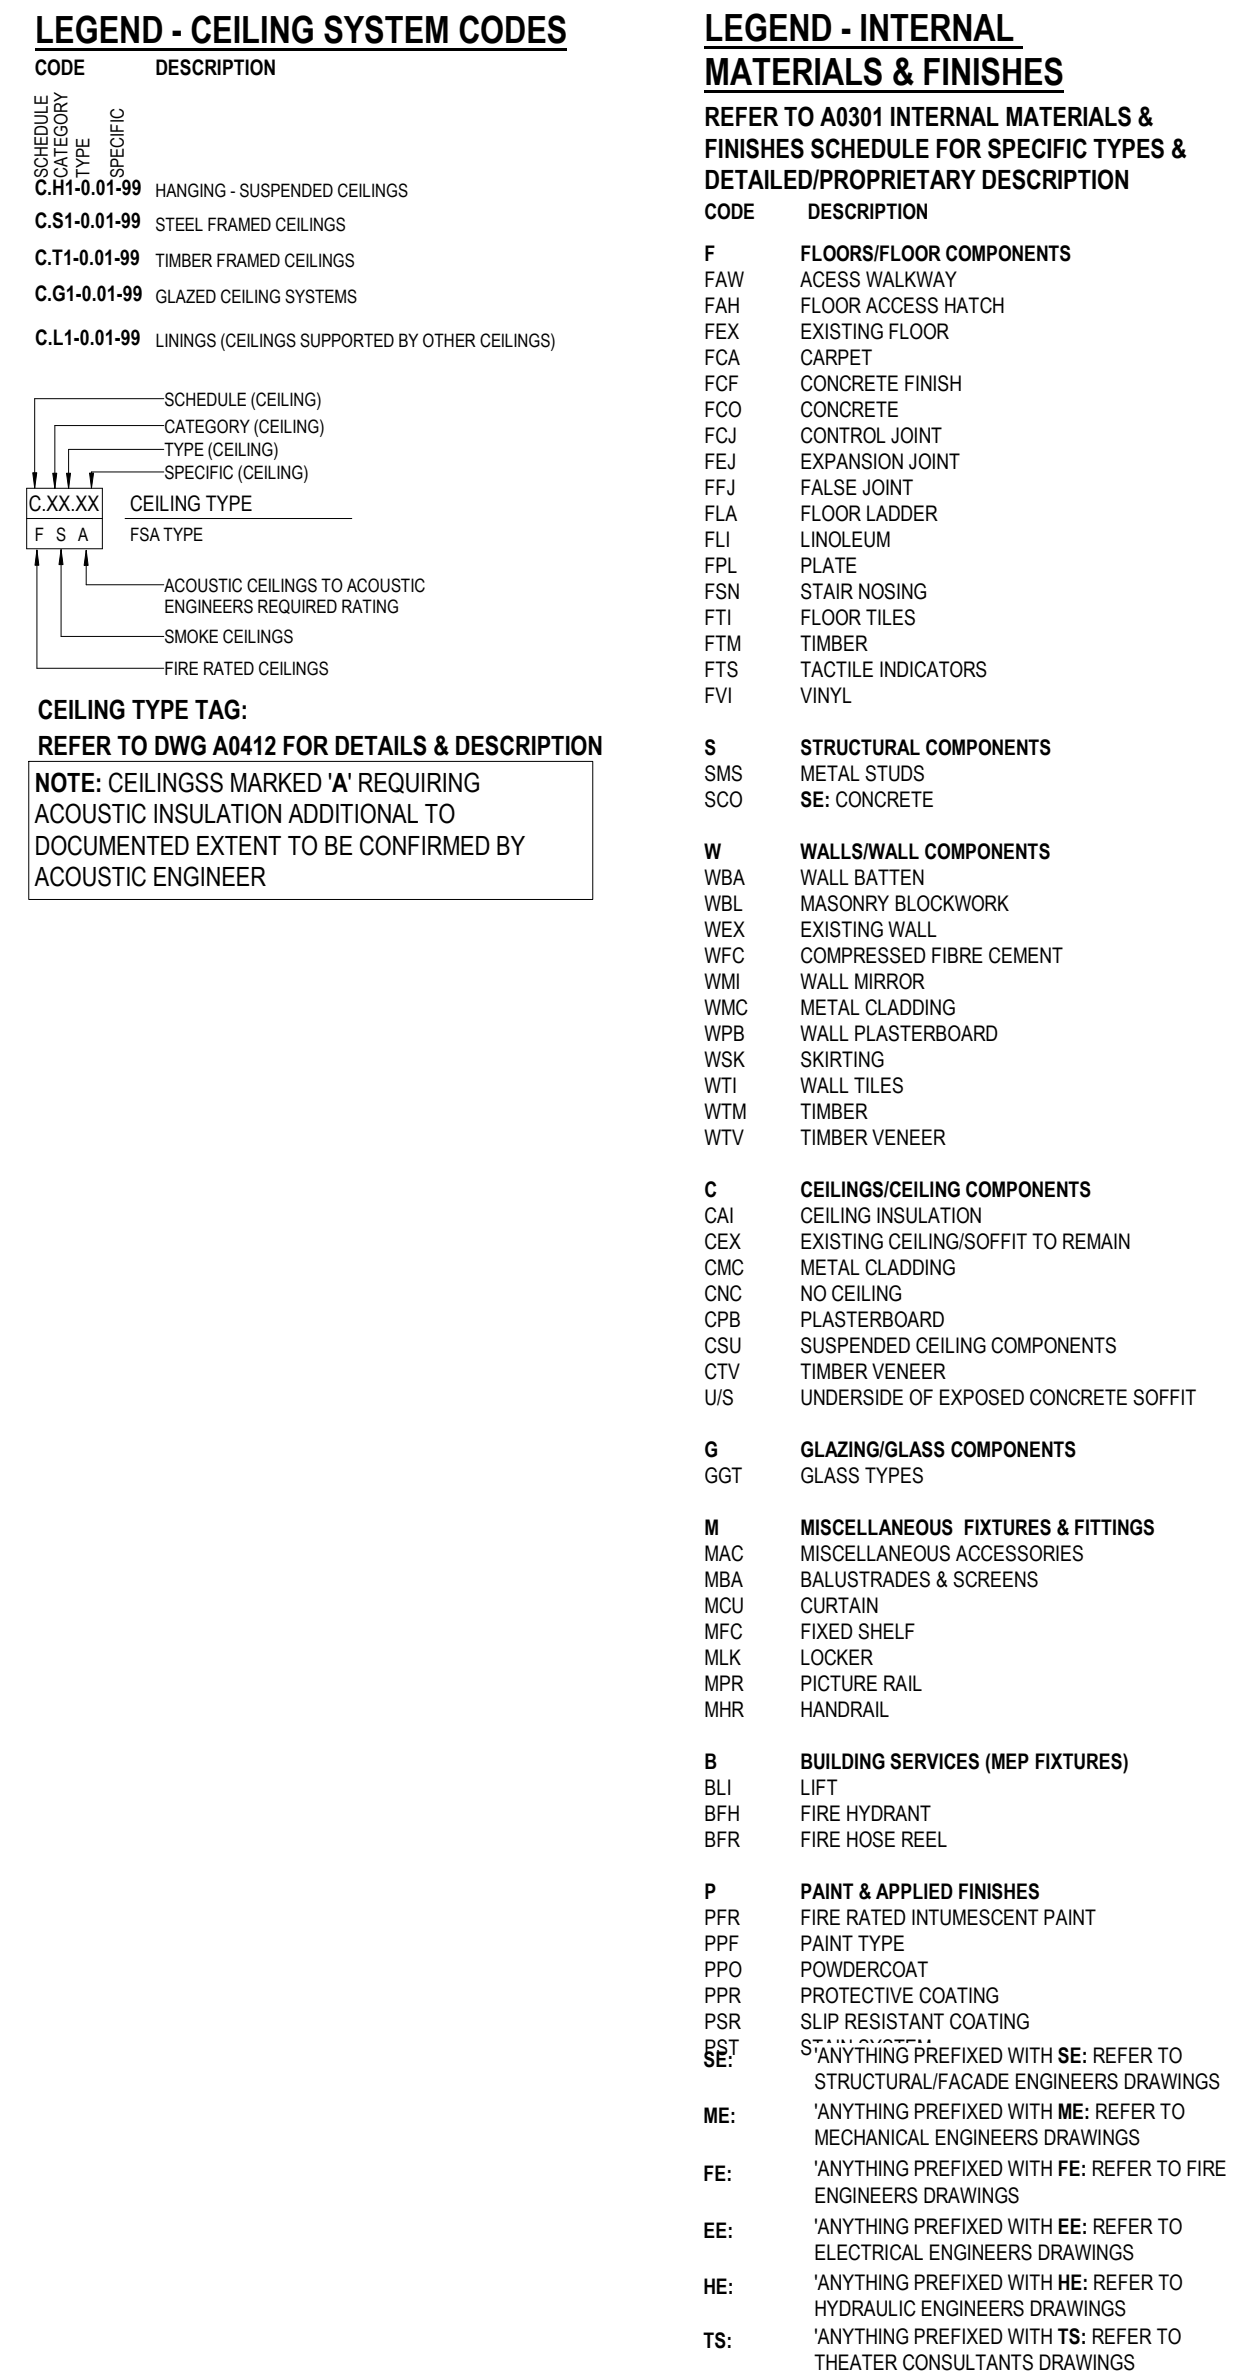 LEGEND - CEILING SYSTEM CODES
CODE DESCRIPTION
SCHEDULE
CATEGORY
TYPE
SPECIFIC
C.H1-0.01-99 HANGING - SUSPENDED CEILINGS
C.S1-0.01-99 STEEL FRAMED CEILINGS
C.T1-0.01-99 TIMBER FRAMED CEILINGS
C.G1-0.01-99 GLAZED CEILING SYSTEMS
C.L1-0.01-99 LININGS (CEILINGS SUPPORTED BY OTHER CEILINGS)
SCHEDULE (CEILING)
CATEGORY (CEILING)
TYPE (CEILING)
SPECIFIC (CEILING)
C.XX.XX CEILING TYPE
F S A FSA TYPE
ACOUSTIC CEILINGS TO ACOUSTIC
ENGINEERS REQUIRED RATING
SMOKE CEILINGS
FIRE RATED CEILINGS
CEILING TYPE TAG:
REFER TO DWG A0412 FOR DETAILS & DESCRIPTION
NOTE: CEILINGSS MARKED 'A' REQUIRING
ACOUSTIC INSULATION ADDITIONAL TO
DOCUMENTED EXTENT TO BE CONFIRMED BY
ACOUSTIC ENGINEER
LEGEND - INTERNAL
MATERIALS & FINISHES
REFER TO A0301 INTERNAL MATERIALS &
FINISHES SCHEDULE FOR SPECIFIC TYPES &
DETAILED/PROPRIETARY DESCRIPTION
CODE DESCRIPTION
F FLOORS/FLOOR COMPONENTS
FAW ACESS WALKWAY
FAH FLOOR ACCESS HATCH
FEX EXISTING FLOOR
FCA CARPET
FCF CONCRETE FINISH
FCO CONCRETE
FCJ CONTROL JOINT
FEJ EXPANSION JOINT
FFJ FALSE JOINT
FLA FLOOR LADDER
FLI LINOLEUM
FPL PLATE
FSN STAIR NOSING
FTI FLOOR TILES
FTM TIMBER
FTS TACTILE INDICATORS
FVI VINYL
S STRUCTURAL COMPONENTS
SMS METAL STUDS
SCO SE: CONCRETE
W WALLS/WALL COMPONENTS
WBA WALL BATTEN
WBL MASONRY BLOCKWORK
WEX EXISTING WALL
WFC COMPRESSED FIBRE CEMENT
WMI WALL MIRROR
WMC METAL CLADDING
WPB WALL PLASTERBOARD
WSK SKIRTING
WTI WALL TILES
WTM TIMBER
WTV TIMBER VENEER
C CEILINGS/CEILING COMPONENTS
CAI CEILING INSULATION
CEX EXISTING CEILING/SOFFIT TO REMAIN
CMC METAL CLADDING
CNC NO CEILING
CPB PLASTERBOARD
CSU SUSPENDED CEILING COMPONENTS
CTV TIMBER VENEER
U/S UNDERSIDE OF EXPOSED CONCRETE SOFFIT
G GLAZING/GLASS COMPONENTS
GGT GLASS TYPES
M MISCELLANEOUS FIXTURES & FITTINGS
MAC MISCELLANEOUS ACCESSORIES
MBA BALUSTRADES & SCREENS
MCU CURTAIN
MFC FIXED SHELF
MLK LOCKER
MPR PICTURE RAIL
MHR HANDRAIL
B BUILDING SERVICES (MEP FIXTURES)
BLI LIFT
BFH FIRE HYDRANT
BFR FIRE HOSE REEL
P PAINT & APPLIED FINISHES
PFR FIRE RATED INTUMESCENT PAINT
PPF PAINT TYPE
PPO POWDERCOAT
PPR PROTECTIVE COATING
PSR SLIP RESISTANT COATING
PST STAIN SYSTEM
SE: 'ANYTHING PREFIXED WITH SE: REFER TO
STRUCTURAL/FACADE ENGINEERS DRAWINGS
ME: 'ANYTHING PREFIXED WITH ME: REFER TO
MECHANICAL ENGINEERS DRAWINGS
FE: 'ANYTHING PREFIXED WITH FE: REFER TO FIRE
ENGINEERS DRAWINGS
EE: 'ANYTHING PREFIXED WITH EE: REFER TO
ELECTRICAL ENGINEERS DRAWINGS
HE: 'ANYTHING PREFIXED WITH HE: REFER TO
HYDRAULIC ENGINEERS DRAWINGS
TS: 'ANYTHING PREFIXED WITH TS: REFER TO
THEATER CONSULTANTS DRAWINGS